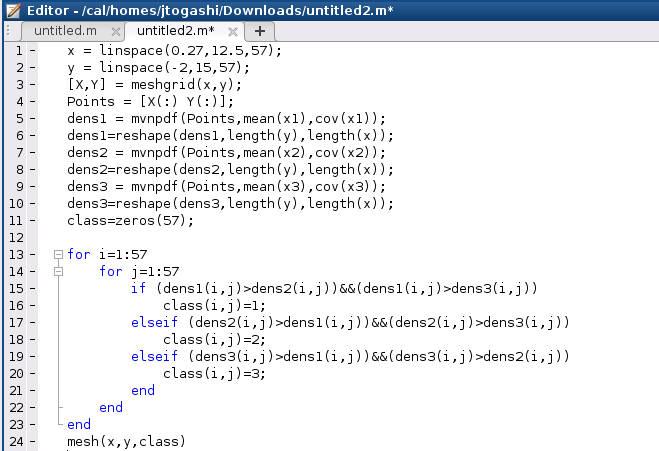 Editor - /cal/homes/jtogashi/Downloads/untitled2.m*
untitled.m untitled2.m*
1 - x = linspace(0.27,12.5,57);
2 - y = linspace(-2,15,57);
3 - [X,Y] = meshgrid(x,y);
4 - Points = [X(:) Y(:)];
5 - dens1 = mvnpdf(Points,mean(x1),cov(x1));
6 - dens1=reshape(dens1,length(y),length(x));
7 - dens2 = mvnpdf(Points,mean(x2),cov(x2));
8 - dens2=reshape(dens2,length(y),length(x));
9 - dens3 = mvnpdf(Points,mean(x3),cov(x3));
10 - dens3=reshape(dens3,length(y),length(x));
11 - class=zeros(57);
12
13 - for i=1:57
14 - for j=1:57
15 - if (dens1(i,j)>dens2(i,j))&&(dens1(i,j)>dens3(i,j))
16 - class(i,j)=1;
17 - elseif (dens2(i,j)>dens1(i,j))&&(dens2(i,j)>dens3(i,j))
18 - class(i,j)=2;
19 - elseif (dens3(i,j)>dens1(i,j))&&(dens3(i,j)>dens2(i,j))
20 - class(i,j)=3;
21 - end
22 - end
23 - end
24 - mesh(x,y,class)